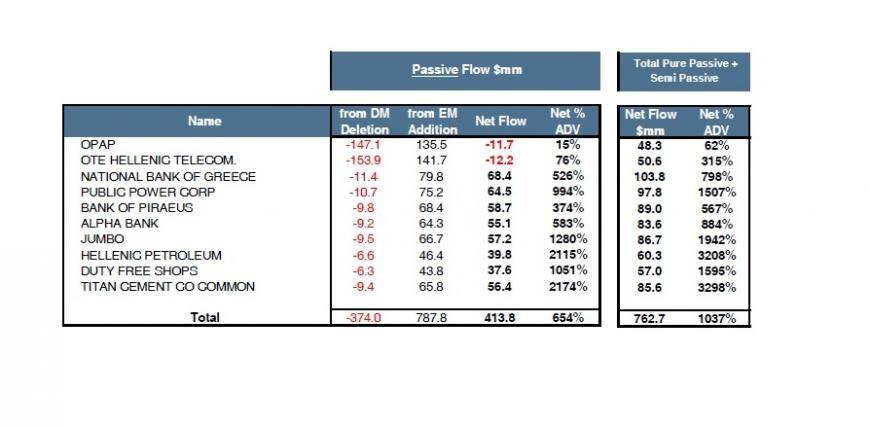 Passive Flow $mm
Total Pure Passive +
Semi Passive
Name from DM Deletion from EM Addition Net Flow Net % ADV Net Flow $mm Net % ADV
OPAP -147.1 135.5 -11.7 15% 48.3 62%
OTE HELLENIC TELECOM. -153.9 141.7 -12.2 76% 50.6 315%
NATIONAL BANK OF GREECE -11.4 79.8 68.4 526% 103.8 798%
PUBLIC POWER CORP -10.7 75.2 64.5 994% 97.8 1507%
BANK OF PIRAEUS -9.8 68.4 58.7 374% 89.0 567%
ALPHA BANK -9.2 64.3 55.1 583% 83.6 884%
JUMBO -9.5 66.7 57.2 1280% 86.7 1942%
HELLENIC PETROLEUM -6.6 46.4 39.8 2115% 60.3 3208%
DUTY FREE SHOPS -6.3 43.8 37.6 1051% 57.0 1595%
TITAN CEMENT CO COMMON -9.4 65.8 56.4 2174% 85.6 3298%
Total -374.0 787.8 413.8 654% 762.7 1037%